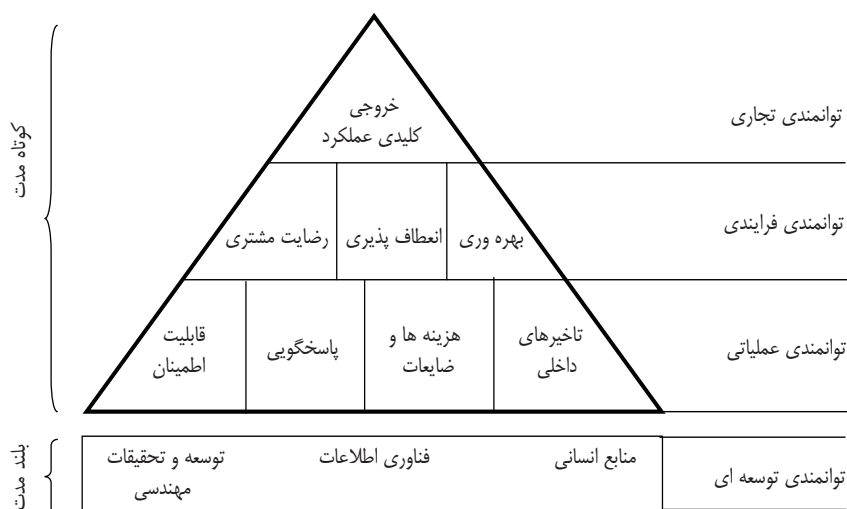 خروجی
کلیدی عملکرد
توانمندی تجاری
کوتاه مدت
بهره وری
انعطاف پذیری
رضایت مشتری
توانمندی فرایندی
تاخیرهای
داخلی
هزینه ها و
ضایعات
پاسخگویی
قابلیت
اطمینان
توانمندی عملیاتی
منابع انسانی
فناوری اطلاعات
توسعه و تحقیقات
مهندسی
توانمندی توسعه ای
بلند مدت